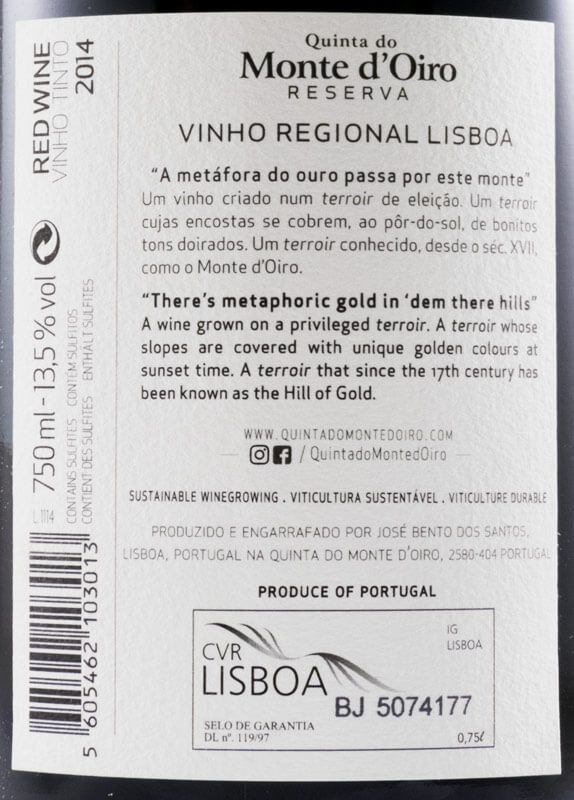 Quinta do
Monte d'Oiro
RESERVA
VINHO REGIONAL LISBOA
"A metáfora do ouro passa por este monte"
Um vinho criado num terroir de eleição. Um terroir
cujas encostas se cobrem, ao pôr-do-sol, de bonitos
tons doirados. Um terroir conhecido, desde o séc. XVII,
como o Monte d'Oiro.
"There's metaphoric gold in 'dem there hills"
A wine grown on a privileged terroir. A terroir whose
slopes are covered with unique golden colours at
sunset time. A terroir that since the 17th century has
been known as the Hill of Gold.
WWW.QUINTADOMONTEDOIRO.COM
/ QuintadoMontedOiro
SUSTAINABLE WINEGROWING . VITICULTURA SUSTENTÁVEL . VITICULTURE DURABLE
PRODUZIDO E ENGARRAFADO POR JOSÉ BENTO DOS SANTOS,
LISBOA, PORTUGAL NA QUINTA DO MONTE D'OIRO, 2580-404 PORTUGAL
PRODUCE OF PORTUGAL
CVR
LISBOA
IG
LISBOA
BJ 5074177
SELO DE GARANTIA
DL nº. 119/97
0,75ℓ
RED WINE
VINHO TINTO
2014
750ml - 13,5%vol
CONTAINS SULFITES CONTÉM SULFITOS
CONTIENT DES SULFITES ENTHÄLT SULFITES
L.1114
5 605462 103013